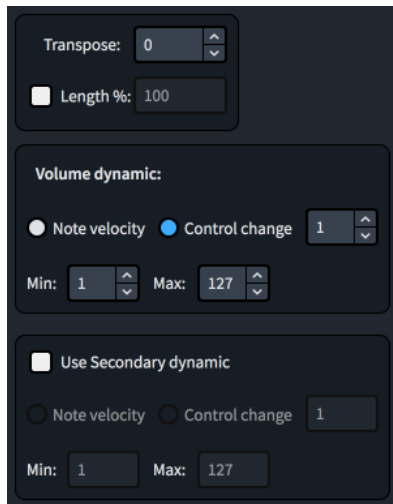 Transpose: 0
Length %: 100
Volume dynamic:
Note velocity Control change 1
Min: 1 Max: 127
Use Secondary dynamic
Note velocity Control change 1
Min: 1 Max: 127